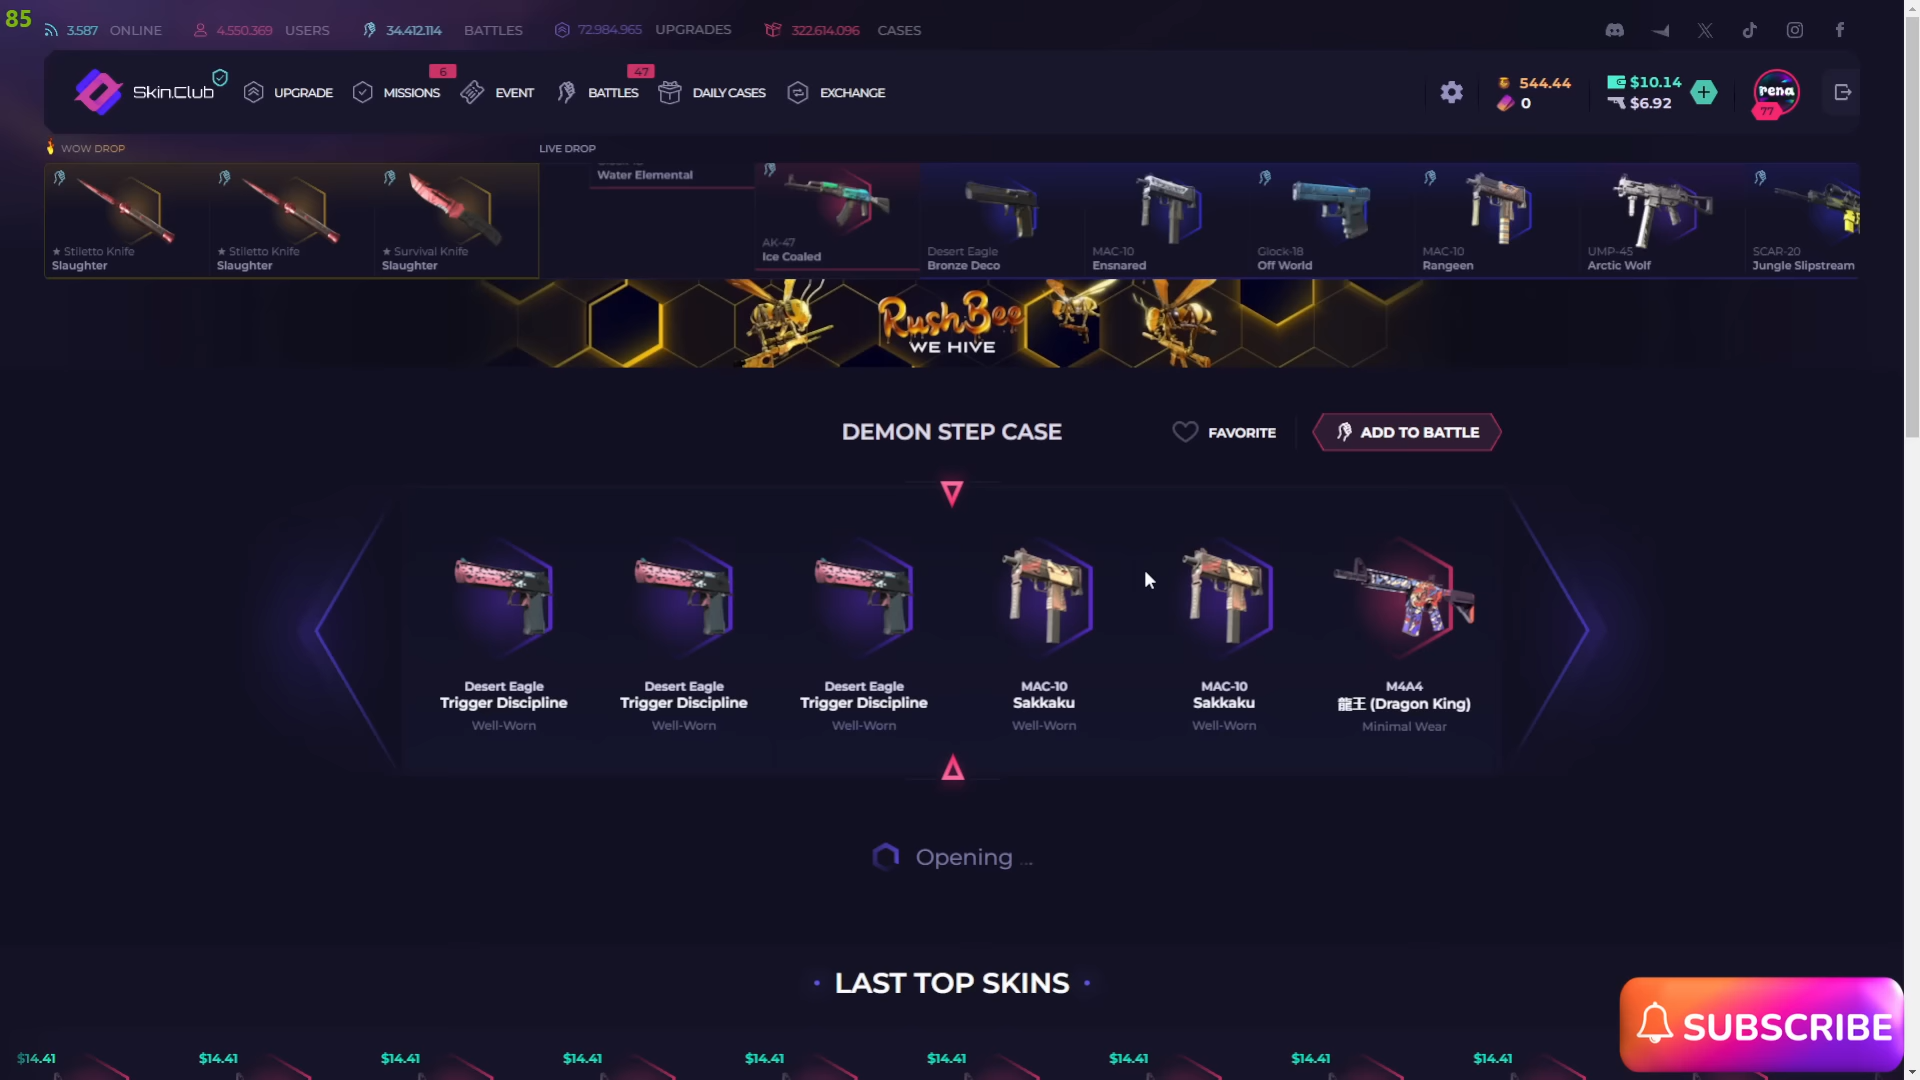 85
3.587 ONLINE 4.550.369 USERS 34.412.114 BATTLES 72.984.965 UPGRADES 322.614.096 CASES
Skin.Club UPGRADE MISSIONS 6 EVENT BATTLES 47 DAILY CASES EXCHANGE
544.44
0
$10.14
$6.92
rena
77
WOW DROP
LIVE DROP
★ Stiletto Knife
Slaughter
★ Stiletto Knife
Slaughter
★ Survival Knife
Slaughter
Water Elemental
AK-47
Ice Coaled
Desert Eagle
Bronze Deco
MAC-10
Ensnared
Glock-18
Off World
MAC-10
Rangeen
UMP-45
Arctic Wolf
SCAR-20
Jungle Slipstream
RushBee
WE HIVE
DEMON STEP CASE
FAVORITE
ADD TO BATTLE
Desert Eagle
Trigger Discipline
Well-Worn
Desert Eagle
Trigger Discipline
Well-Worn
Desert Eagle
Trigger Discipline
Well-Worn
MAC-10
Sakkaku
Well-Worn
MAC-10
Sakkaku
Well-Worn
M4A4
龍王 (Dragon King)
Minimal Wear
Opening ...
• LAST TOP SKINS •
SUBSCRIBE
$14.41 $14.41 $14.41 $14.41 $14.41 $14.41 $14.41 $14.41 $14.41